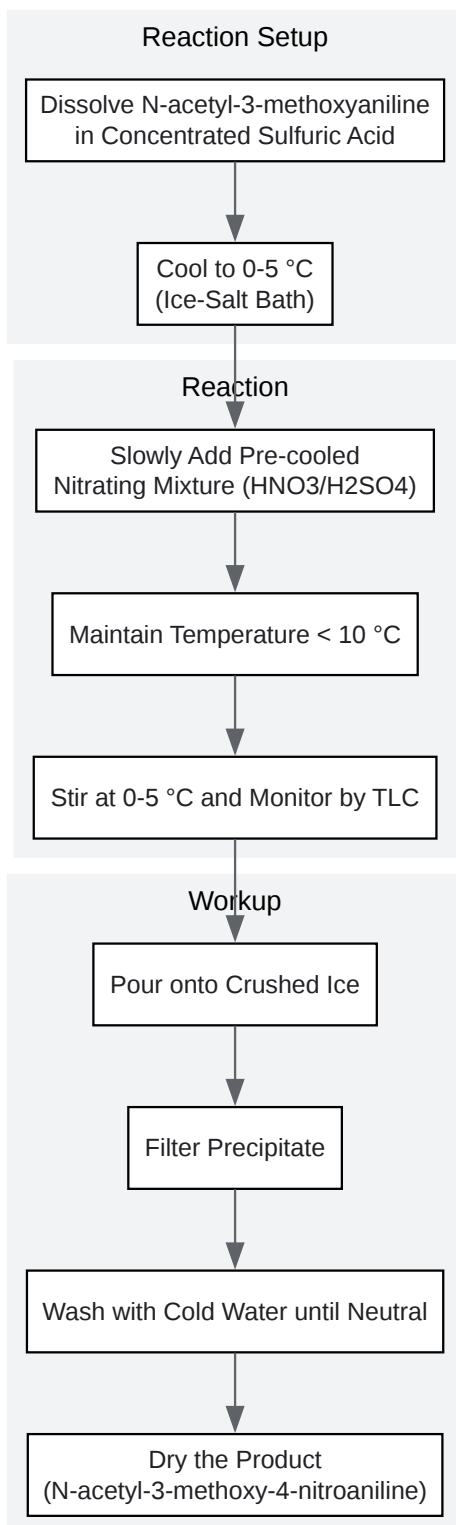 Reaction Setup
Dissolve N-acetyl-3-methoxyaniline
in Concentrated Sulfuric Acid
Cool to 0-5 °C
(Ice-Salt Bath)
Reaction
Slowly Add Pre-cooled
Nitrating Mixture (HNO3/H2SO4)
Maintain Temperature < 10 °C
Stir at 0-5 °C and Monitor by TLC
Workup
Pour onto Crushed Ice
Filter Precipitate
Wash with Cold Water until Neutral
Dry the Product
(N-acetyl-3-methoxy-4-nitroaniline)